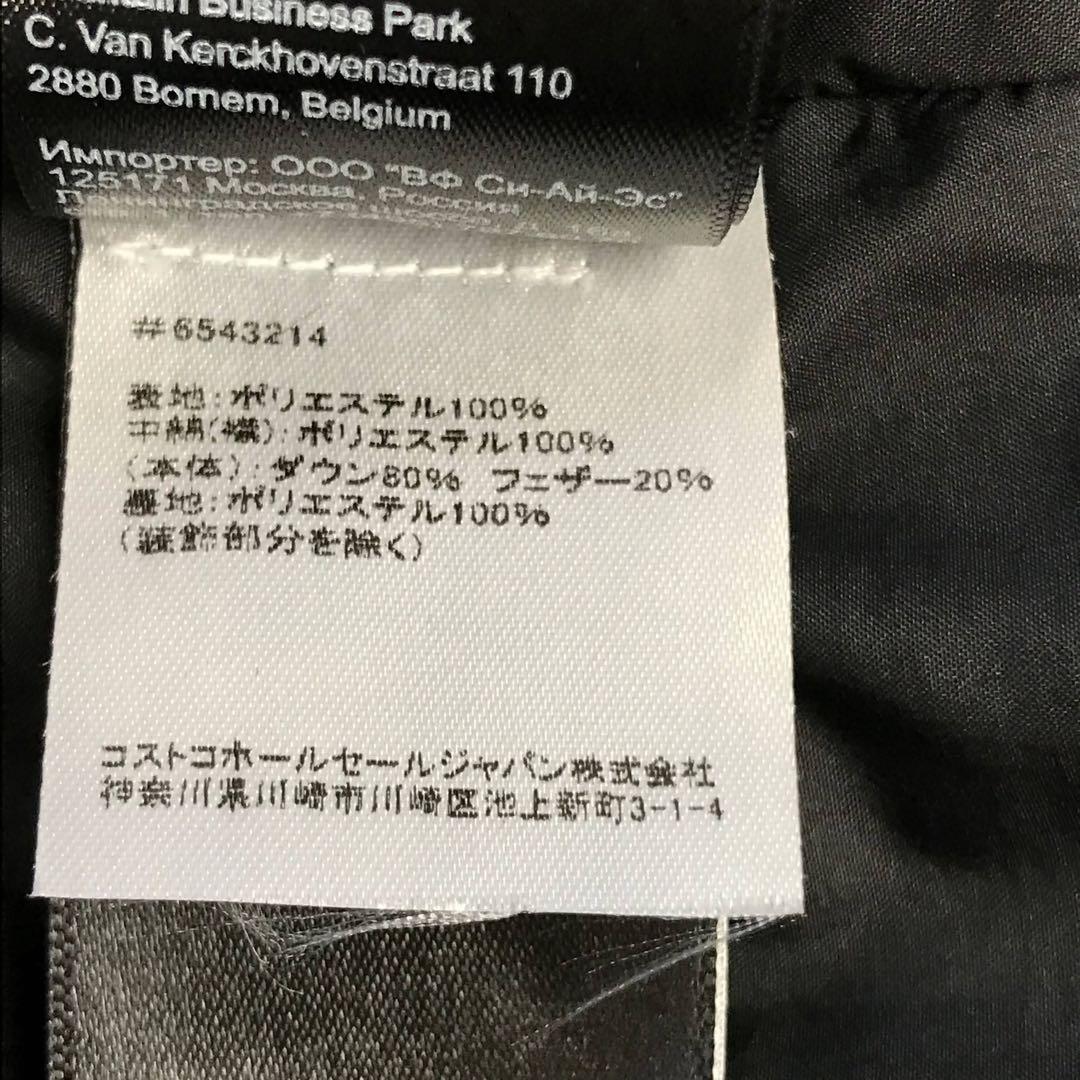 Business Park
C. Van Kerckhovenstraat 110
2880 Bornem, Belgium
Импортер: ООО "ВФ Си-Ай-Эс"
125171 Москва, Россия
#6543214
表地:ポリエステル100%
中綿(襟):ポリエステル100%
(本体):ダウン80% フェザー20%
裏地:ポリエステル100%
(装飾部分を除く)
コストコホールセールジャパン株式会社
神奈川県川崎市川崎区池上新町3-1-4